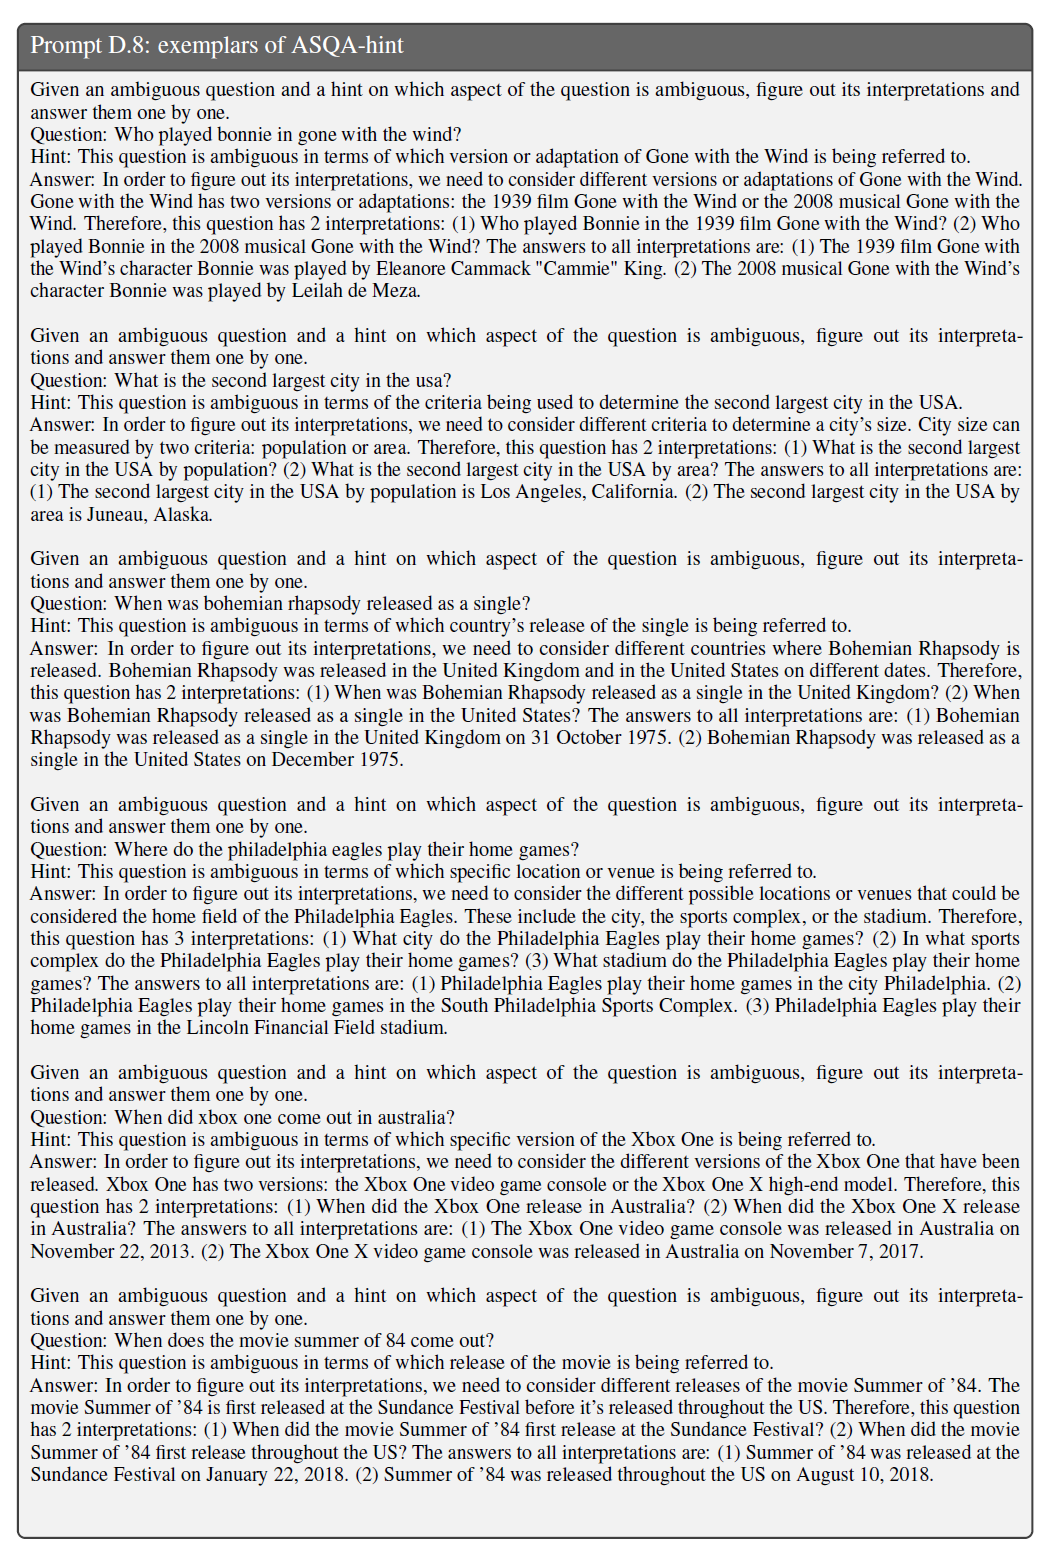 Prompt D.8: exemplars of ASQA-hint
Given an ambiguous question and a hint on which aspect of the question is ambiguous, figure out its interpretations and
answer them one by one.
Question: Who played bonnie in gone with the wind?
Hint: This question is ambiguous in terms of which version or adaptation of Gone with the Wind is being referred to.
Answer: In order to figure out its interpretations, we need to consider different versions or adaptations of Gone with the Wind.
Gone with the Wind has two versions or adaptations: the 1939 film Gone with the Wind or the 2008 musical Gone with the
Wind. Therefore, this question has 2 interpretations: (1) Who played Bonnie in the 1939 film Gone with the Wind? (2) Who
played Bonnie in the 2008 musical Gone with the Wind? The answers to all interpretations are: (1) The 1939 film Gone with
the Wind's character Bonnie was played by Eleanore Cammack "Cammie" King. (2) The 2008 musical Gone with the Wind's
character Bonnie was played by Leilah de Meza.
Given an ambiguous question and a hint on which aspect of the question is ambiguous, figure out its interpreta-
tions and answer them one by one.
Question: What is the second largest city in the usa?
Hint: This question is ambiguous in terms of the criteria being used to determine the second largest city in the USA.
Answer: In order to figure out its interpretations, we need to consider different criteria to determine a city's size. City size can
be measured by two criteria: population or area. Therefore, this question has 2 interpretations: (1) What is the second largest
city in the USA by population? (2) What is the second largest city in the USA by area? The answers to all interpretations are:
(1) The second largest city in the USA by population is Los Angeles, California. (2) The second largest city in the USA by
area is Juneau, Alaska.
Given an ambiguous question and a hint on which aspect of the question is ambiguous, figure out its interpreta-
tions and answer them one by one.
Question: When was bohemian rhapsody released as a single?
Hint: This question is ambiguous in terms of which country's release of the single is being referred to.
Answer: In order to figure out its interpretations, we need to consider different countries where Bohemian Rhapsody is
released. Bohemian Rhapsody was released in the United Kingdom and in the United States on different dates. Therefore,
this question has 2 interpretations: (1) When was Bohemian Rhapsody released as a single in the United Kingdom? (2) When
was Bohemian Rhapsody released as a single in the United States? The answers to all interpretations are: (1) Bohemian
Rhapsody was released as a single in the United Kingdom on 31 October 1975. (2) Bohemian Rhapsody was released as a
single in the United States on December 1975.
Given an ambiguous question and a hint on which aspect of the question is ambiguous, figure out its interpreta-
tions and answer them one by one.
Question: Where do the philadelphia eagles play their home games?
Hint: This question is ambiguous in terms of which specific location or venue is being referred to.
Answer: In order to figure out its interpretations, we need to consider the different possible locations or venues that could be
considered the home field of the Philadelphia Eagles. These include the city, the sports complex, or the stadium. Therefore,
this question has 3 interpretations: (1) What city do the Philadelphia Eagles play their home games? (2) In what sports
complex do the Philadelphia Eagles play their home games? (3) What stadium do the Philadelphia Eagles play their home
games? The answers to all interpretations are: (1) Philadelphia Eagles play their home games in the city Philadelphia. (2)
Philadelphia Eagles play their home games in the South Philadelphia Sports Complex. (3) Philadelphia Eagles play their
home games in the Lincoln Financial Field stadium.
Given an ambiguous question and a hint on which aspect of the question is ambiguous, figure out its interpreta-
tions and answer them one by one.
Question: When did xbox one come out in australia?
Hint: This question is ambiguous in terms of which specific version of the Xbox One is being referred to.
Answer: In order to figure out its interpretations, we need to consider the different versions of the Xbox One that have been
released. Xbox One has two versions: the Xbox One video game console or the Xbox One X high-end model. Therefore, this
question has 2 interpretations: (1) When did the Xbox One release in Australia? (2) When did the Xbox One X release
in Australia? The answers to all interpretations are: (1) The Xbox One video game console was released in Australia on
November 22, 2013. (2) The Xbox One X video game console was released in Australia on November 7, 2017.
Given an ambiguous question and a hint on which aspect of the question is ambiguous, figure out its interpreta-
tions and answer them one by one.
Question: When does the movie summer of 84 come out?
Hint: This question is ambiguous in terms of which release of the movie is being referred to.
Answer: In order to figure out its interpretations, we need to consider different releases of the movie Summer of '84. The
movie Summer of '84 is first released at the Sundance Festival before it's released throughout the US. Therefore, this question
has 2 interpretations: (1) When did the movie Summer of '84 first release at the Sundance Festival? (2) When did the movie
Summer of '84 first release throughout the US? The answers to all interpretations are: (1) Summer of '84 was released at the
Sundance Festival on January 22, 2018. (2) Summer of '84 was released throughout the US on August 10, 2018.